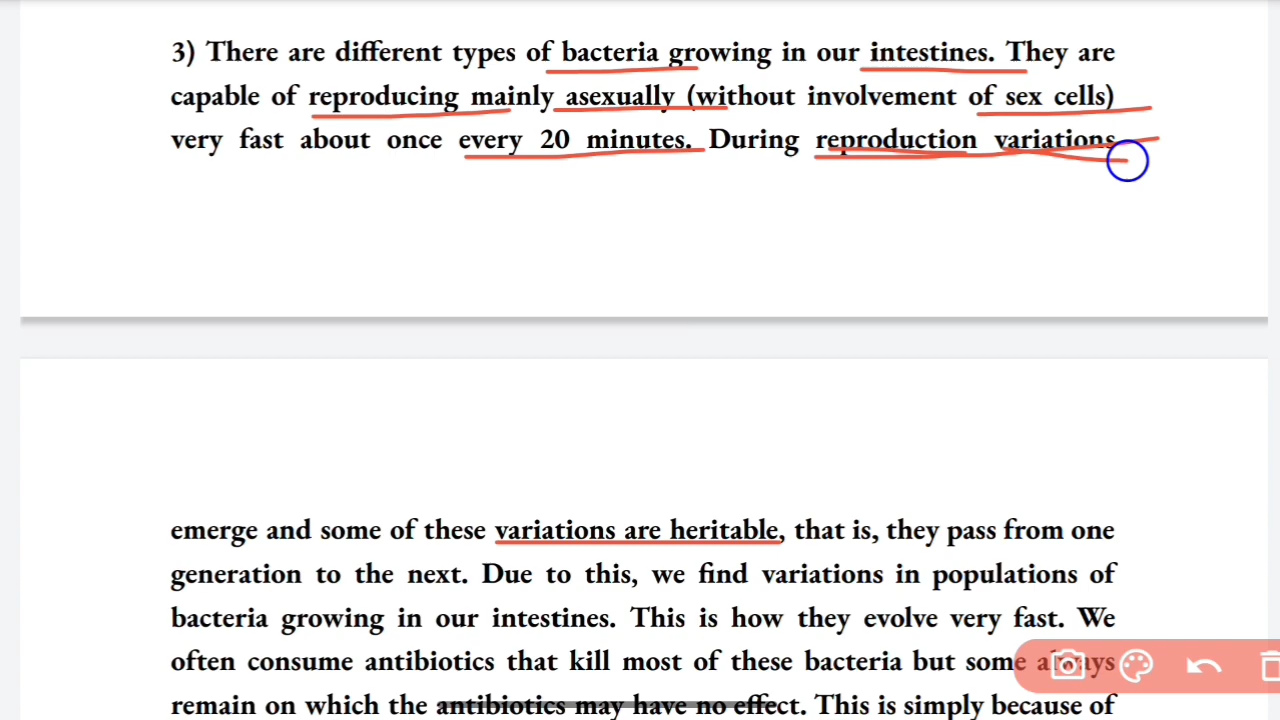 3) There are different types of bacteria growing in our intestines. They are
capable of reproducing mainly asexually (without involvement of sex cells)
very fast about once every 20 minutes. During reproduction variations
emerge and some of these variations are heritable, that is, they pass from one
generation to the next. Due to this, we find variations in populations of
bacteria growing in our intestines. This is how they evolve very fast. We
often consume antibiotics that kill most of these bacteria but some always
remain on which the antibiotics may have no effect. This is simply because of